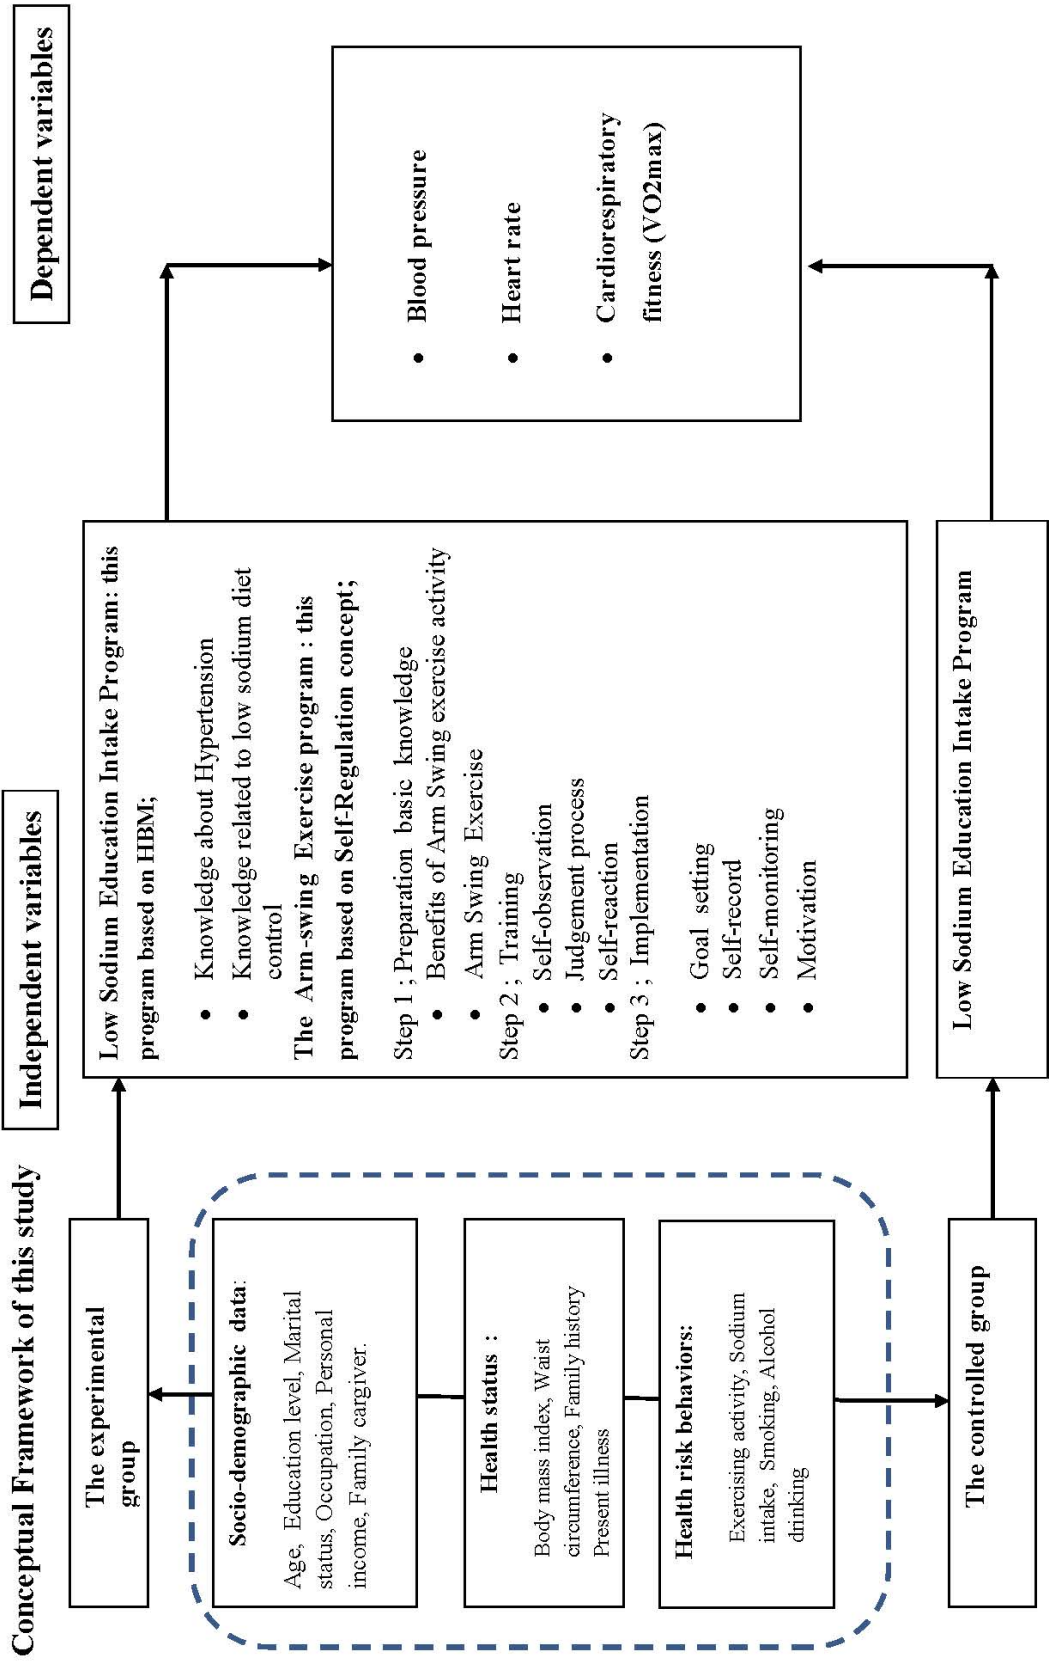 Conceptual Framework of this study
Independent variables
Dependent variables
The experimental
group
Socio-demographic data:
Age, Education level, Marital
status, Occupation, Personal
income, Family cargiver.
Health status :
Body mass index, Waist
circumference, Family history
Present illness
Health risk behaviors:
Exercising activity, Sodium
intake, Smoking, Alcohol
drinking
The controlled group
Low Sodium Education Intake Program: this
program based on HBM;
• Knowledge about Hypertension
• Knowledge related to low sodium diet
control
The Arm-swing Exercise program : this
program based on Self-Regulation concept;
Step 1 ; Preparation basic knowledge
• Benefits of Arm Swing exercise activity
• Arm Swing Exercise
Step 2 ; Training
• Self-observation
• Judgement process
• Self-reaction
Step 3 ; Implementation
• Goal setting
• Self-record
• Self-monitoring
• Motivation
Low Sodium Education Intake Program
• Blood pressure
• Heart rate
• Cardiorespiratory
fitness (VO2max)